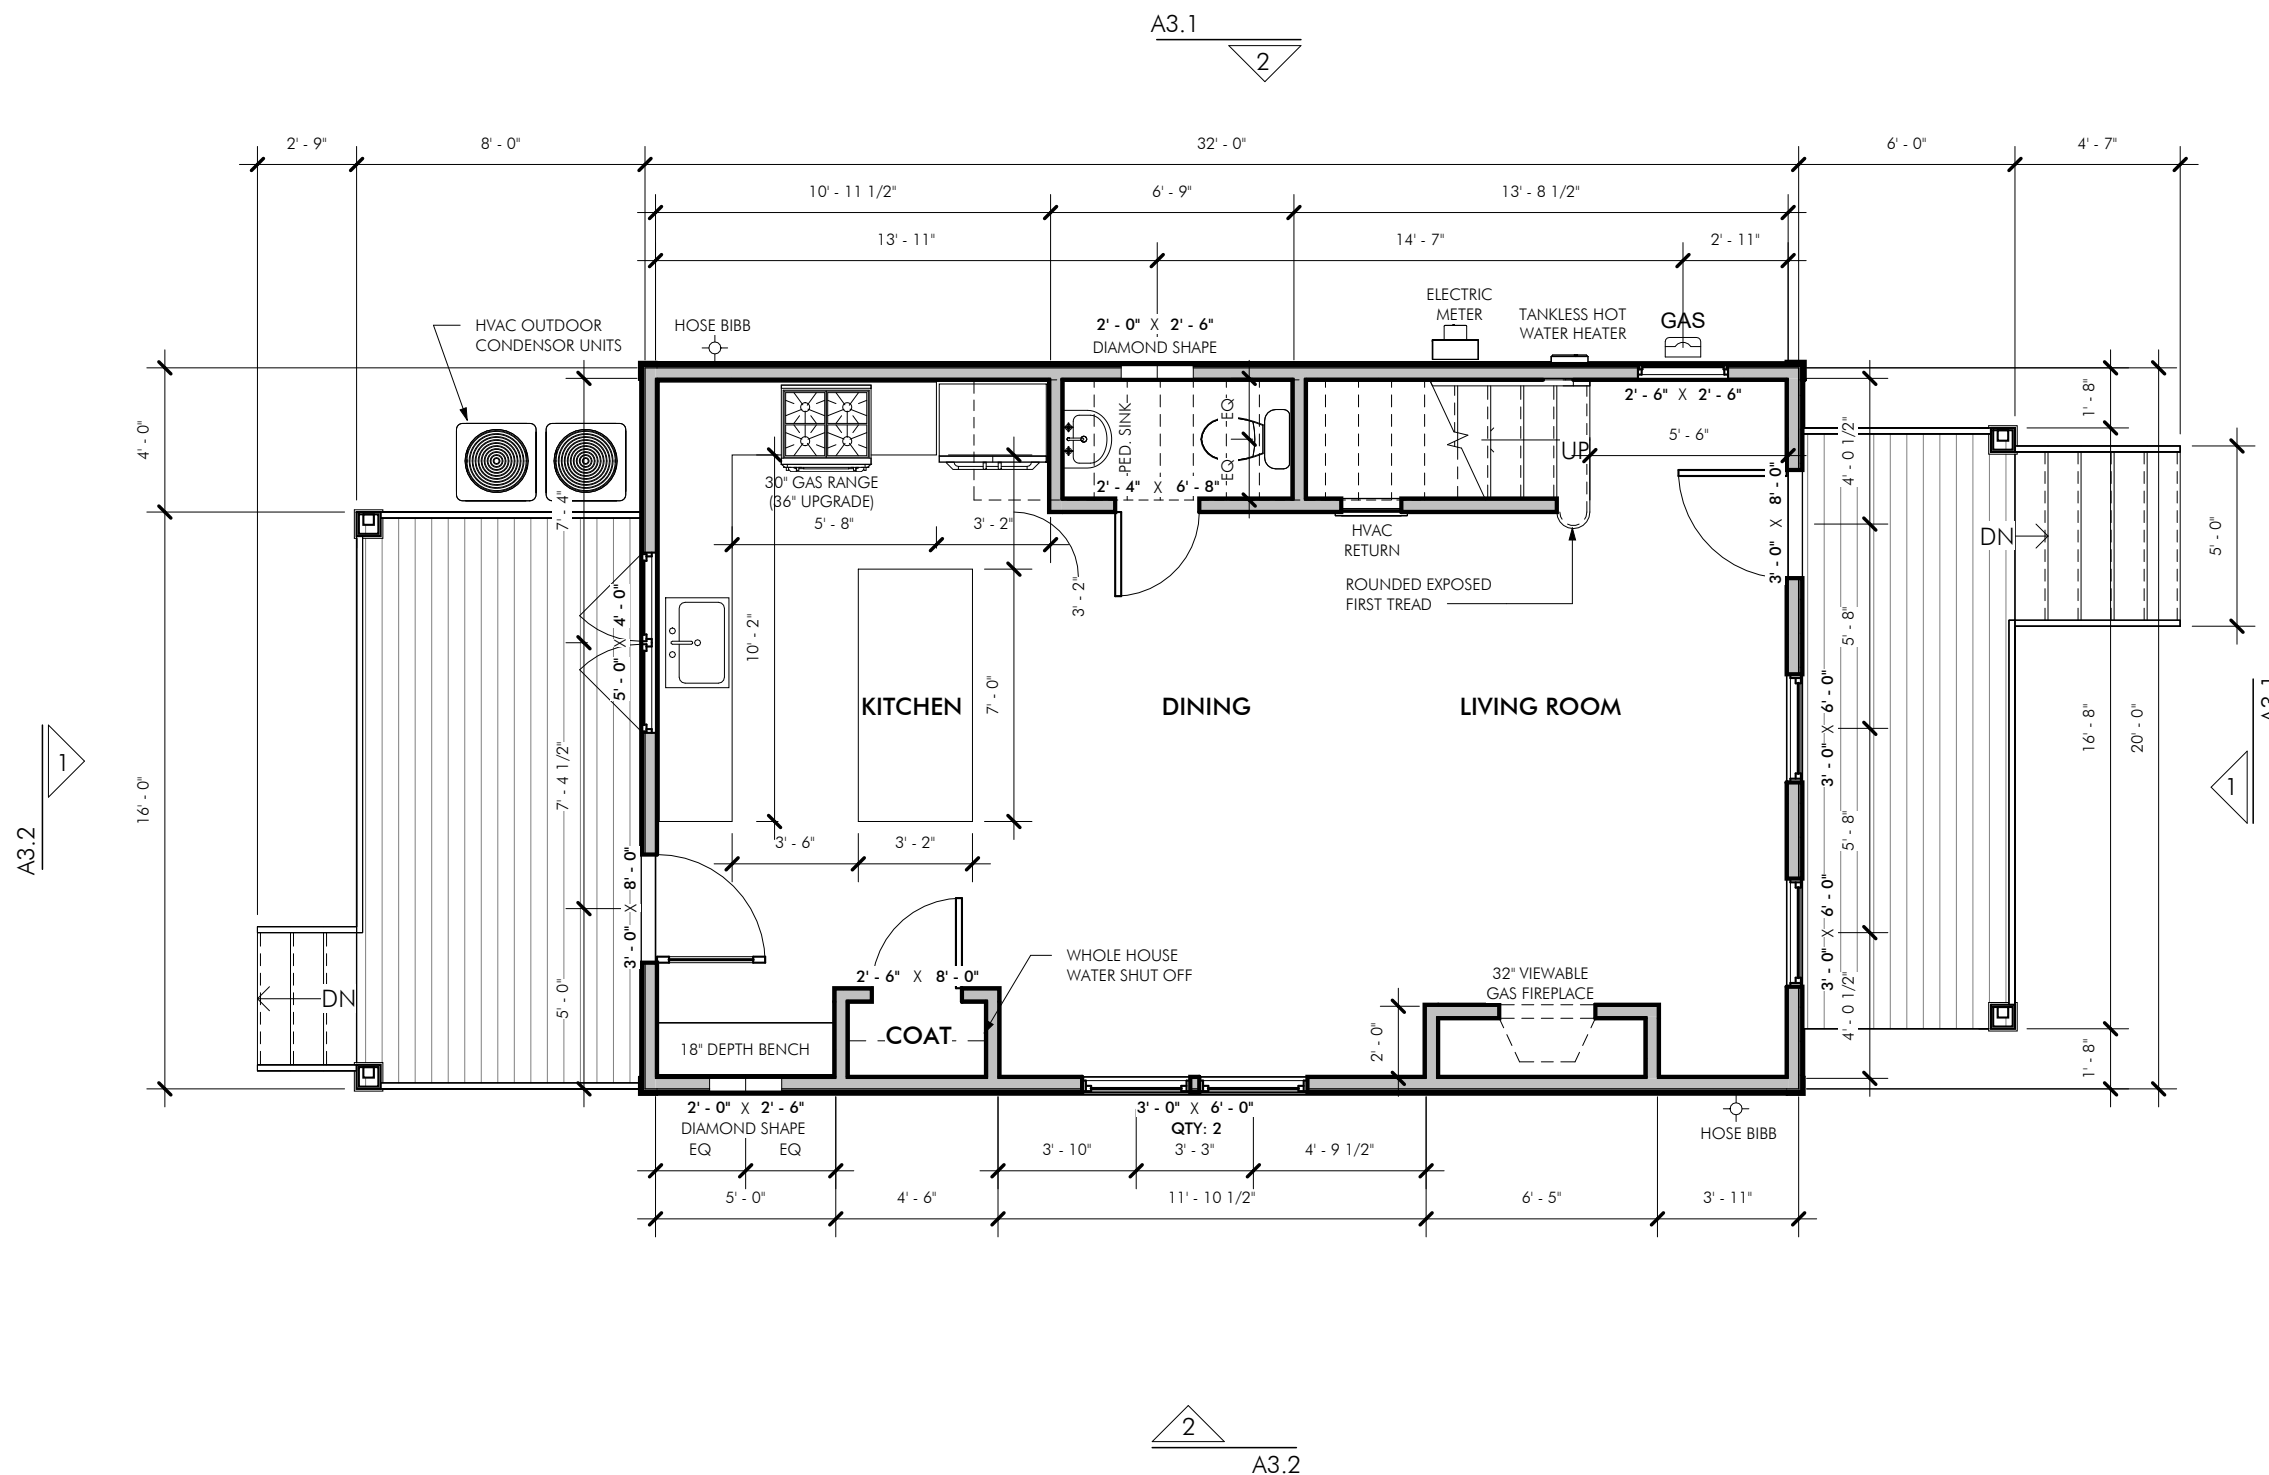 A3.1
2
2' - 9"
8' - 0"
32' - 0"
6' - 0"
4' - 7"
10' - 11 1/2"
6' - 9"
13' - 8 1/2"
13' - 11"
14' - 7"
2' - 11"
HVAC OUTDOOR
CONDENSOR UNITS
HOSE BIBB
2' - 0" X 2' - 6"
DIAMOND SHAPE
ELECTRIC
METER
TANKLESS HOT
WATER HEATER
GAS
2' - 6" X 2' - 6"
5' - 6"
UP
PED. SINK
EQ
EQ
2' - 4" X 6' - 8"
30" GAS RANGE
(36" UPGRADE)
5' - 8"
3' - 2"
3' - 2"
HVAC
RETURN
ROUNDED EXPOSED
FIRST TREAD
4' - 0"
16' - 0"
7' - 4"
5' - 0" X 4' - 0"
7' - 4 1/2"
3' - 0" X 8' - 0"
5' - 0"
10' - 2"
7' - 0"
KITCHEN
DINING
LIVING ROOM
3' - 6"
3' - 2"
3' - 0" X 8' - 0"
4' - 0 1/2"
5' - 8"
3' - 0" X 6' - 0"
5' - 8"
3' - 0" X 6' - 0"
4' - 0 1/2"
1' - 8"
16' - 8"
20' - 0"
1' - 8"
5' - 0"
DN
DN
1
A3.2
1
WHOLE HOUSE
WATER SHUT OFF
2' - 6" X 8' - 0"
COAT
18" DEPTH BENCH
32" VIEWABLE
GAS FIREPLACE
2' - 0"
2' - 0" X 2' - 6"
DIAMOND SHAPE
EQ EQ
3' - 0" X 6' - 0"
QTY: 2
HOSE BIBB
3' - 10"
3' - 3"
4' - 9 1/2"
5' - 0"
4' - 6"
11' - 10 1/2"
6' - 5"
3' - 11"
2
A3.2